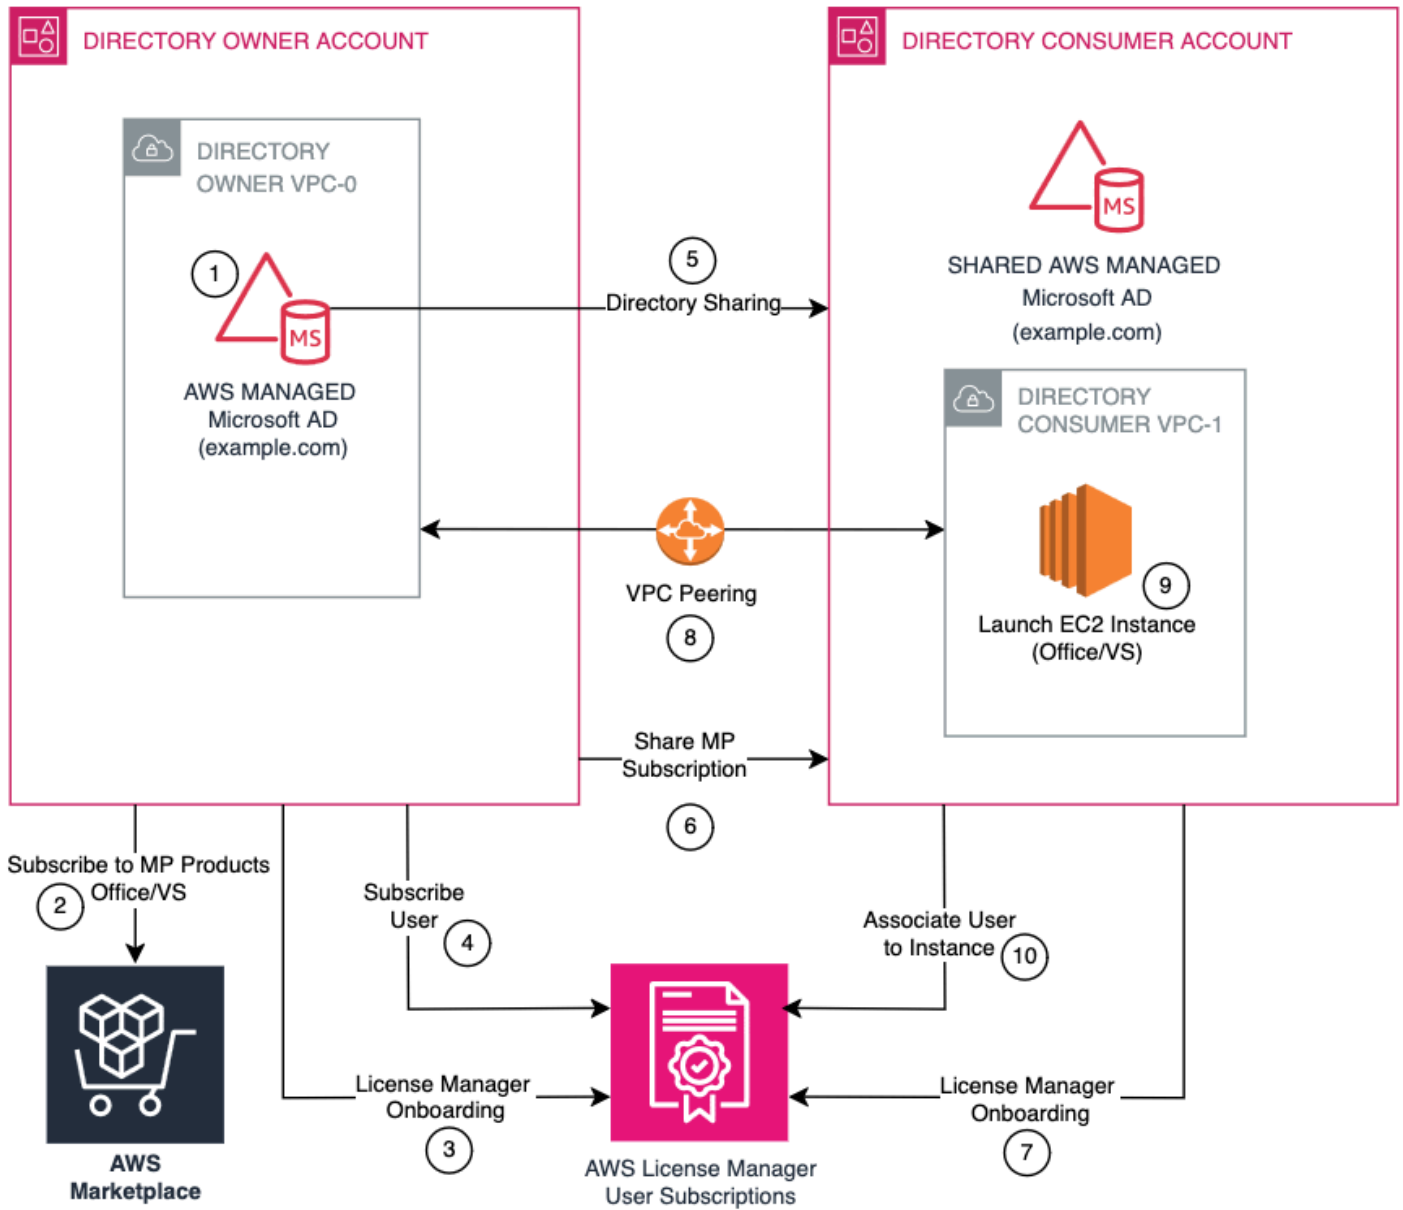 DIRECTORY OWNER ACCOUNT
DIRECTORY
OWNER VPC-0
1
MS
AWS MANAGED
Microsoft AD
(example.com)
5
Directory Sharing
DIRECTORY CONSUMER ACCOUNT
MS
SHARED AWS MANAGED
Microsoft AD
(example.com)
DIRECTORY
CONSUMER VPC-1
VPC Peering
8
9
Launch EC2 Instance
(Office/VS)
Share MP
Subscription
6
Subscribe to MP Products
Office/VS
2
Subscribe
User
4
Associate User
to Instance
10
License Manager
Onboarding
3
License Manager
Onboarding
7
AWS
Marketplace
AWS License Manager
User Subscriptions